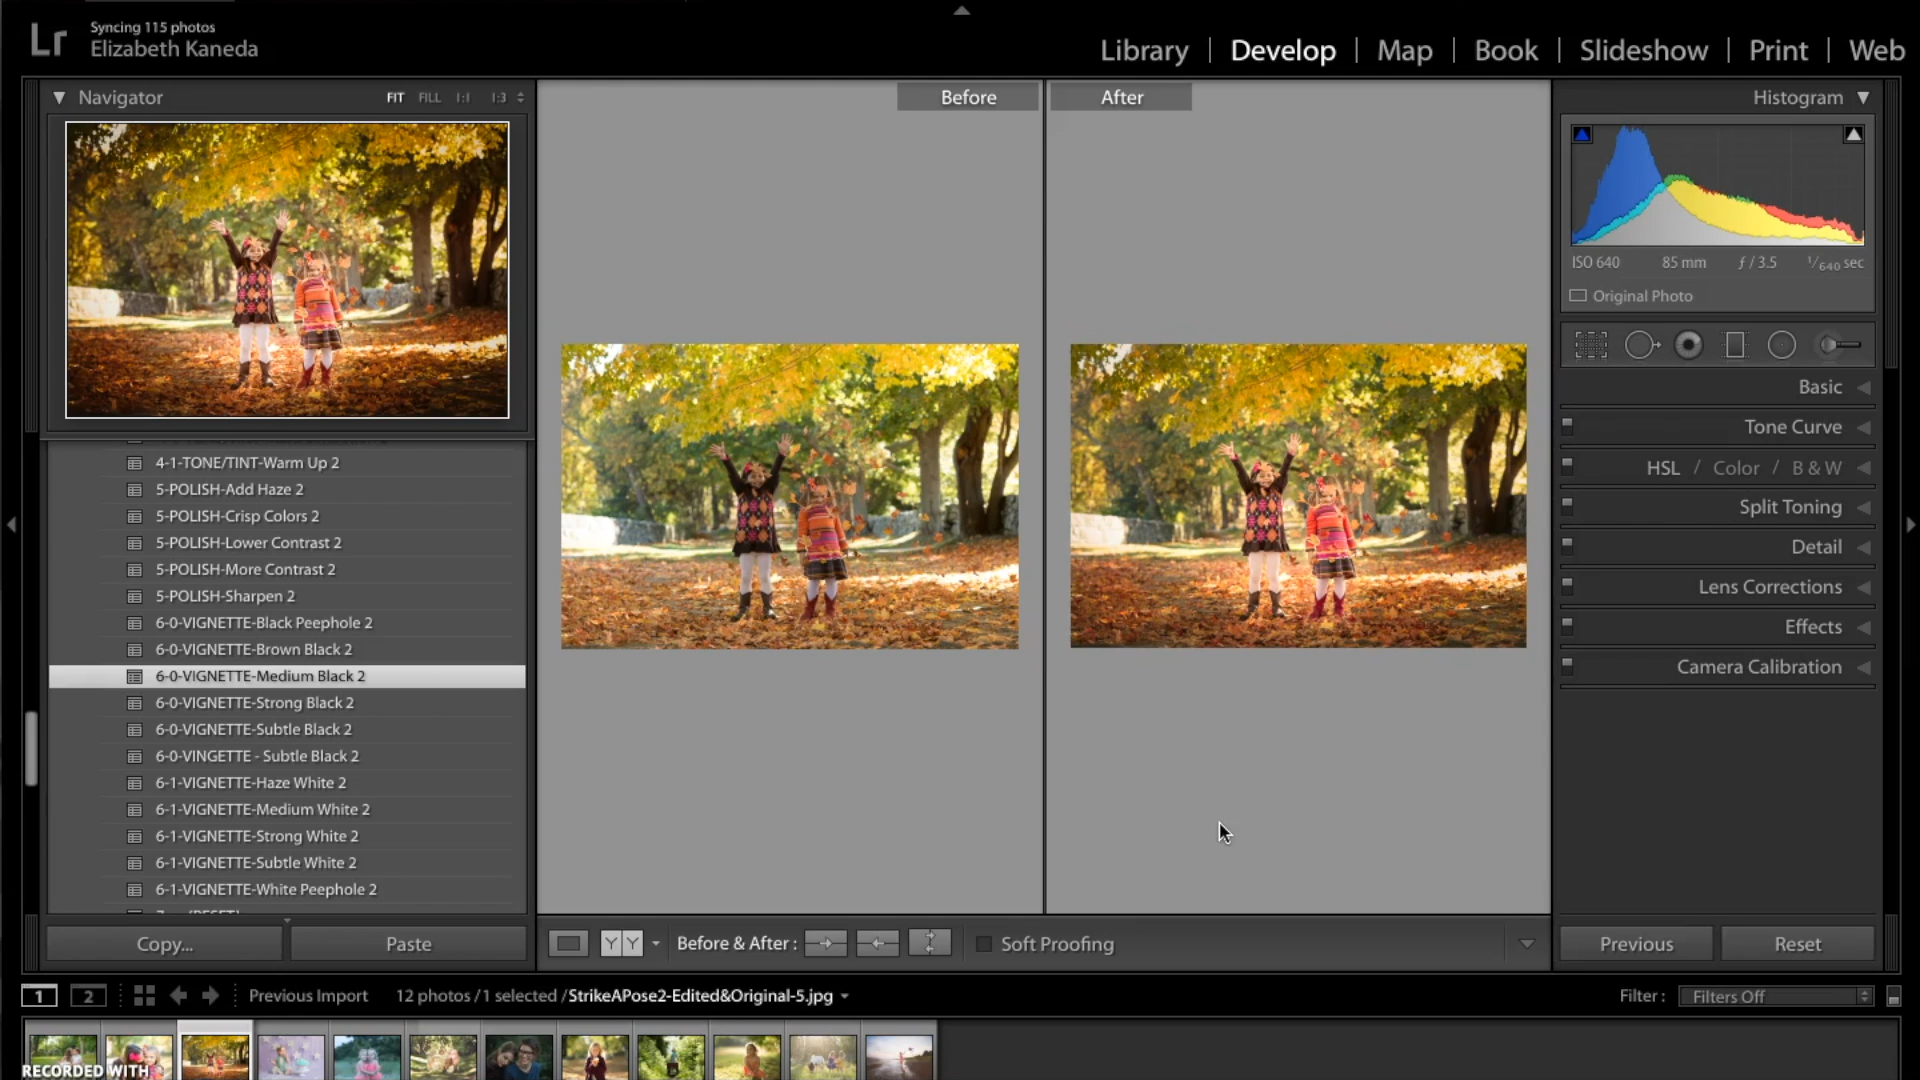 Lr
Syncing 115 photos
Elizabeth Kaneda
Library | Develop | Map | Book | Slideshow | Print | Web
Navigator
FIT FILL 1:1 1:3
Before
After
Histogram
ISO 640 85 mm ƒ / 3.5 1/640 sec
Original Photo
Basic
Tone Curve
HSL / Color / B & W
Split Toning
Detail
Lens Corrections
Effects
Camera Calibration
4-1-TONE/TINT-Warm Up 2
5-POLISH-Add Haze 2
5-POLISH-Crisp Colors 2
5-POLISH-Lower Contrast 2
5-POLISH-More Contrast 2
5-POLISH-Sharpen 2
6-0-VIGNETTE-Black Peephole 2
6-0-VIGNETTE-Brown Black 2
6-0-VIGNETTE-Medium Black 2
6-0-VIGNETTE-Strong Black 2
6-0-VIGNETTE-Subtle Black 2
6-0-VINGETTE - Subtle Black 2
6-1-VIGNETTE-Haze White 2
6-1-VIGNETTE-Medium White 2
6-1-VIGNETTE-Strong White 2
6-1-VIGNETTE-Subtle White 2
6-1-VIGNETTE-White Peephole 2
Copy...
Paste
YY
Before & After :
Soft Proofing
Previous
Reset
1 2
Previous Import
12 photos / 1 selected / StrikeAPose2-Edited&Original-5.jpg
Filter :
Filters Off
RECORDED WITH